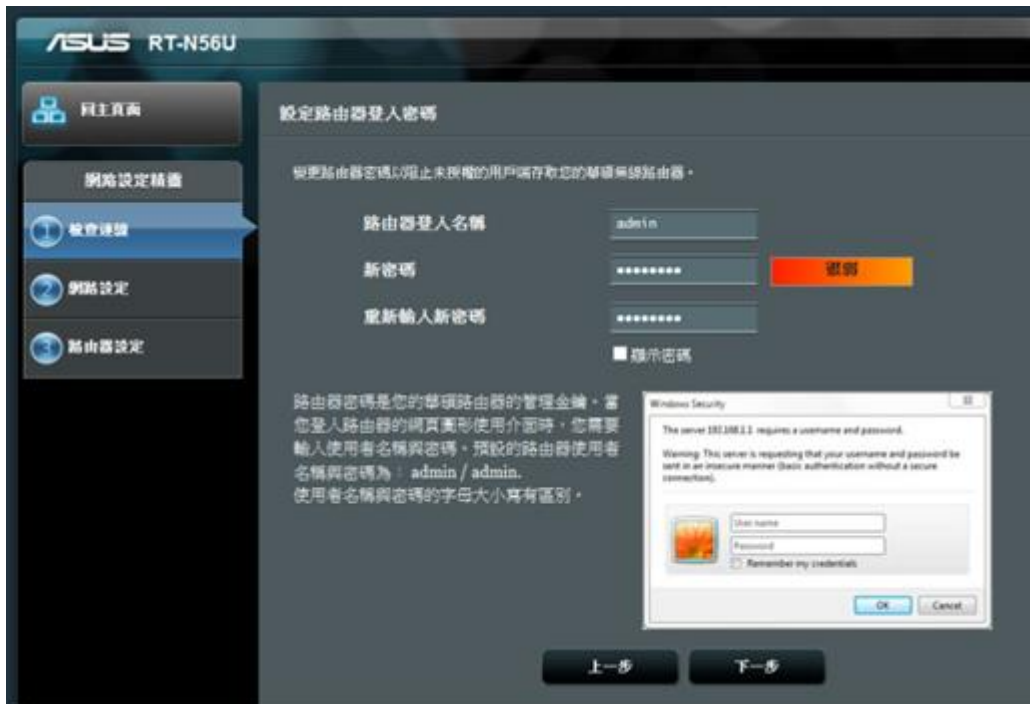 ASUS RT-N56U
回主頁面
網路設定精靈
1 檢查連線
2 網路設定
3 路由器設定
設定路由器登入密碼
變更路由器密碼以阻止未授權的用戶端存取您的華碩無線路由器。
路由器登入名稱 admin
新密碼 ••••••••
重新輸入新密碼 ••••••••
顯示密碼
路由器密碼是您的華碩路由器的管理金鑰。當
您登入路由器的網頁圖形使用介面時，您需要
輸入使用者名稱與密碼。預設的路由器使用者
名稱與密碼為：admin / admin.
使用者名稱與密碼的字母大小寫有區別。
Windows Security
The server 192.168.1.1 requires a username and password.
Warning: This server is requesting that your username and password be
sent in an insecure manner (basic authentication without a secure
connection).
User name
Password
Remember my credentials
OK Cancel
上一步 下一步